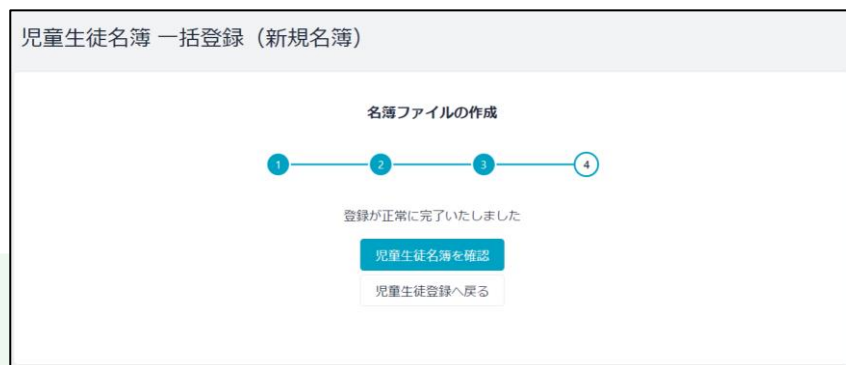 児童生徒名簿 一括登録（新規名簿）
名簿ファイルの作成
1 2 3 4
登録が正常に完了いたしました
児童生徒名簿を確認
児童生徒登録へ戻る